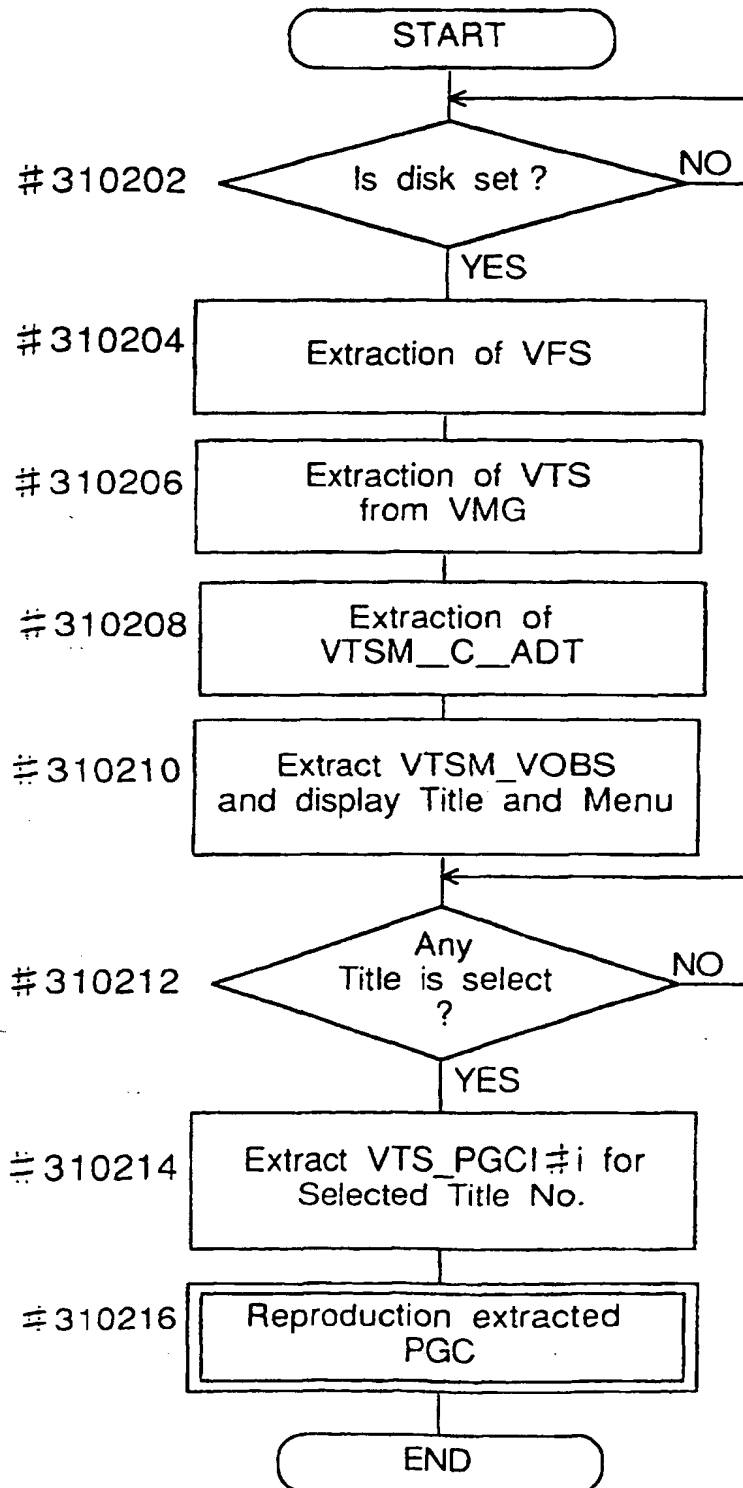 START
#310202
Is disk set ?
NO
YES
#310204
Extraction of VFS
#310206
Extraction of VTS
from VMG
#310208
Extraction of
VTSM__C__ADT
#310210
Extract VTSM_VOBS
and display Title and Menu
#310212
Any
Title is select
?
NO
YES
#310214
Extract VTS_PGCI#i for
Selected Title No.
#310216
Reproduction extracted
PGC
END